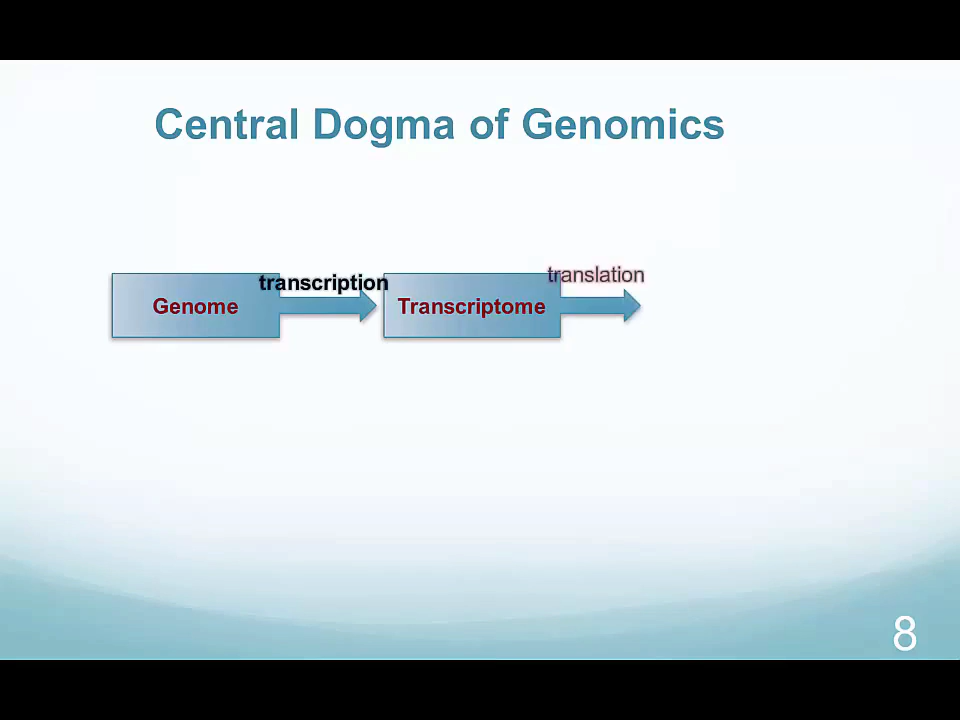 Central Dogma of Genomics
transcription
translation
Genome
Transcriptome
8